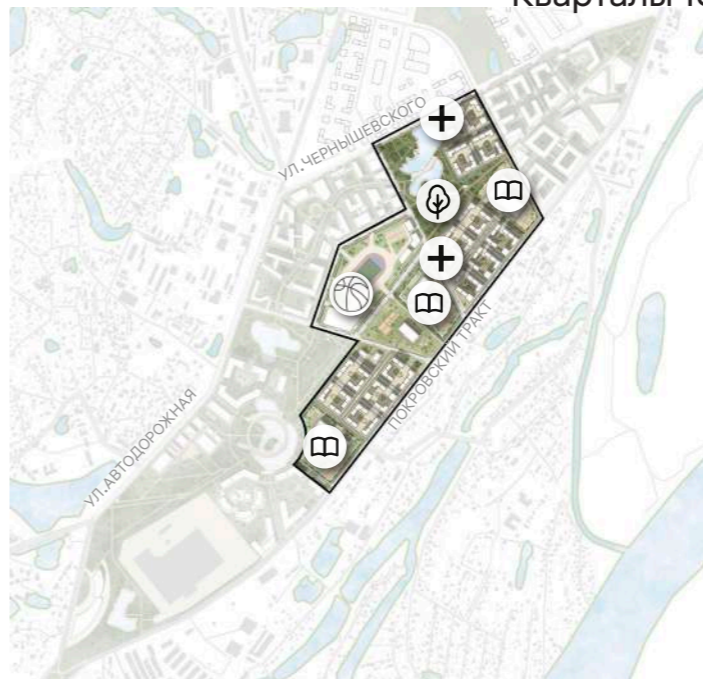 Кварталы
УЛ.ЧЕРНЫШЕВСКОГО
ПОКРОВСКИЙ ТРАКТ
УЛ.АВТОДОРОЖНАЯ